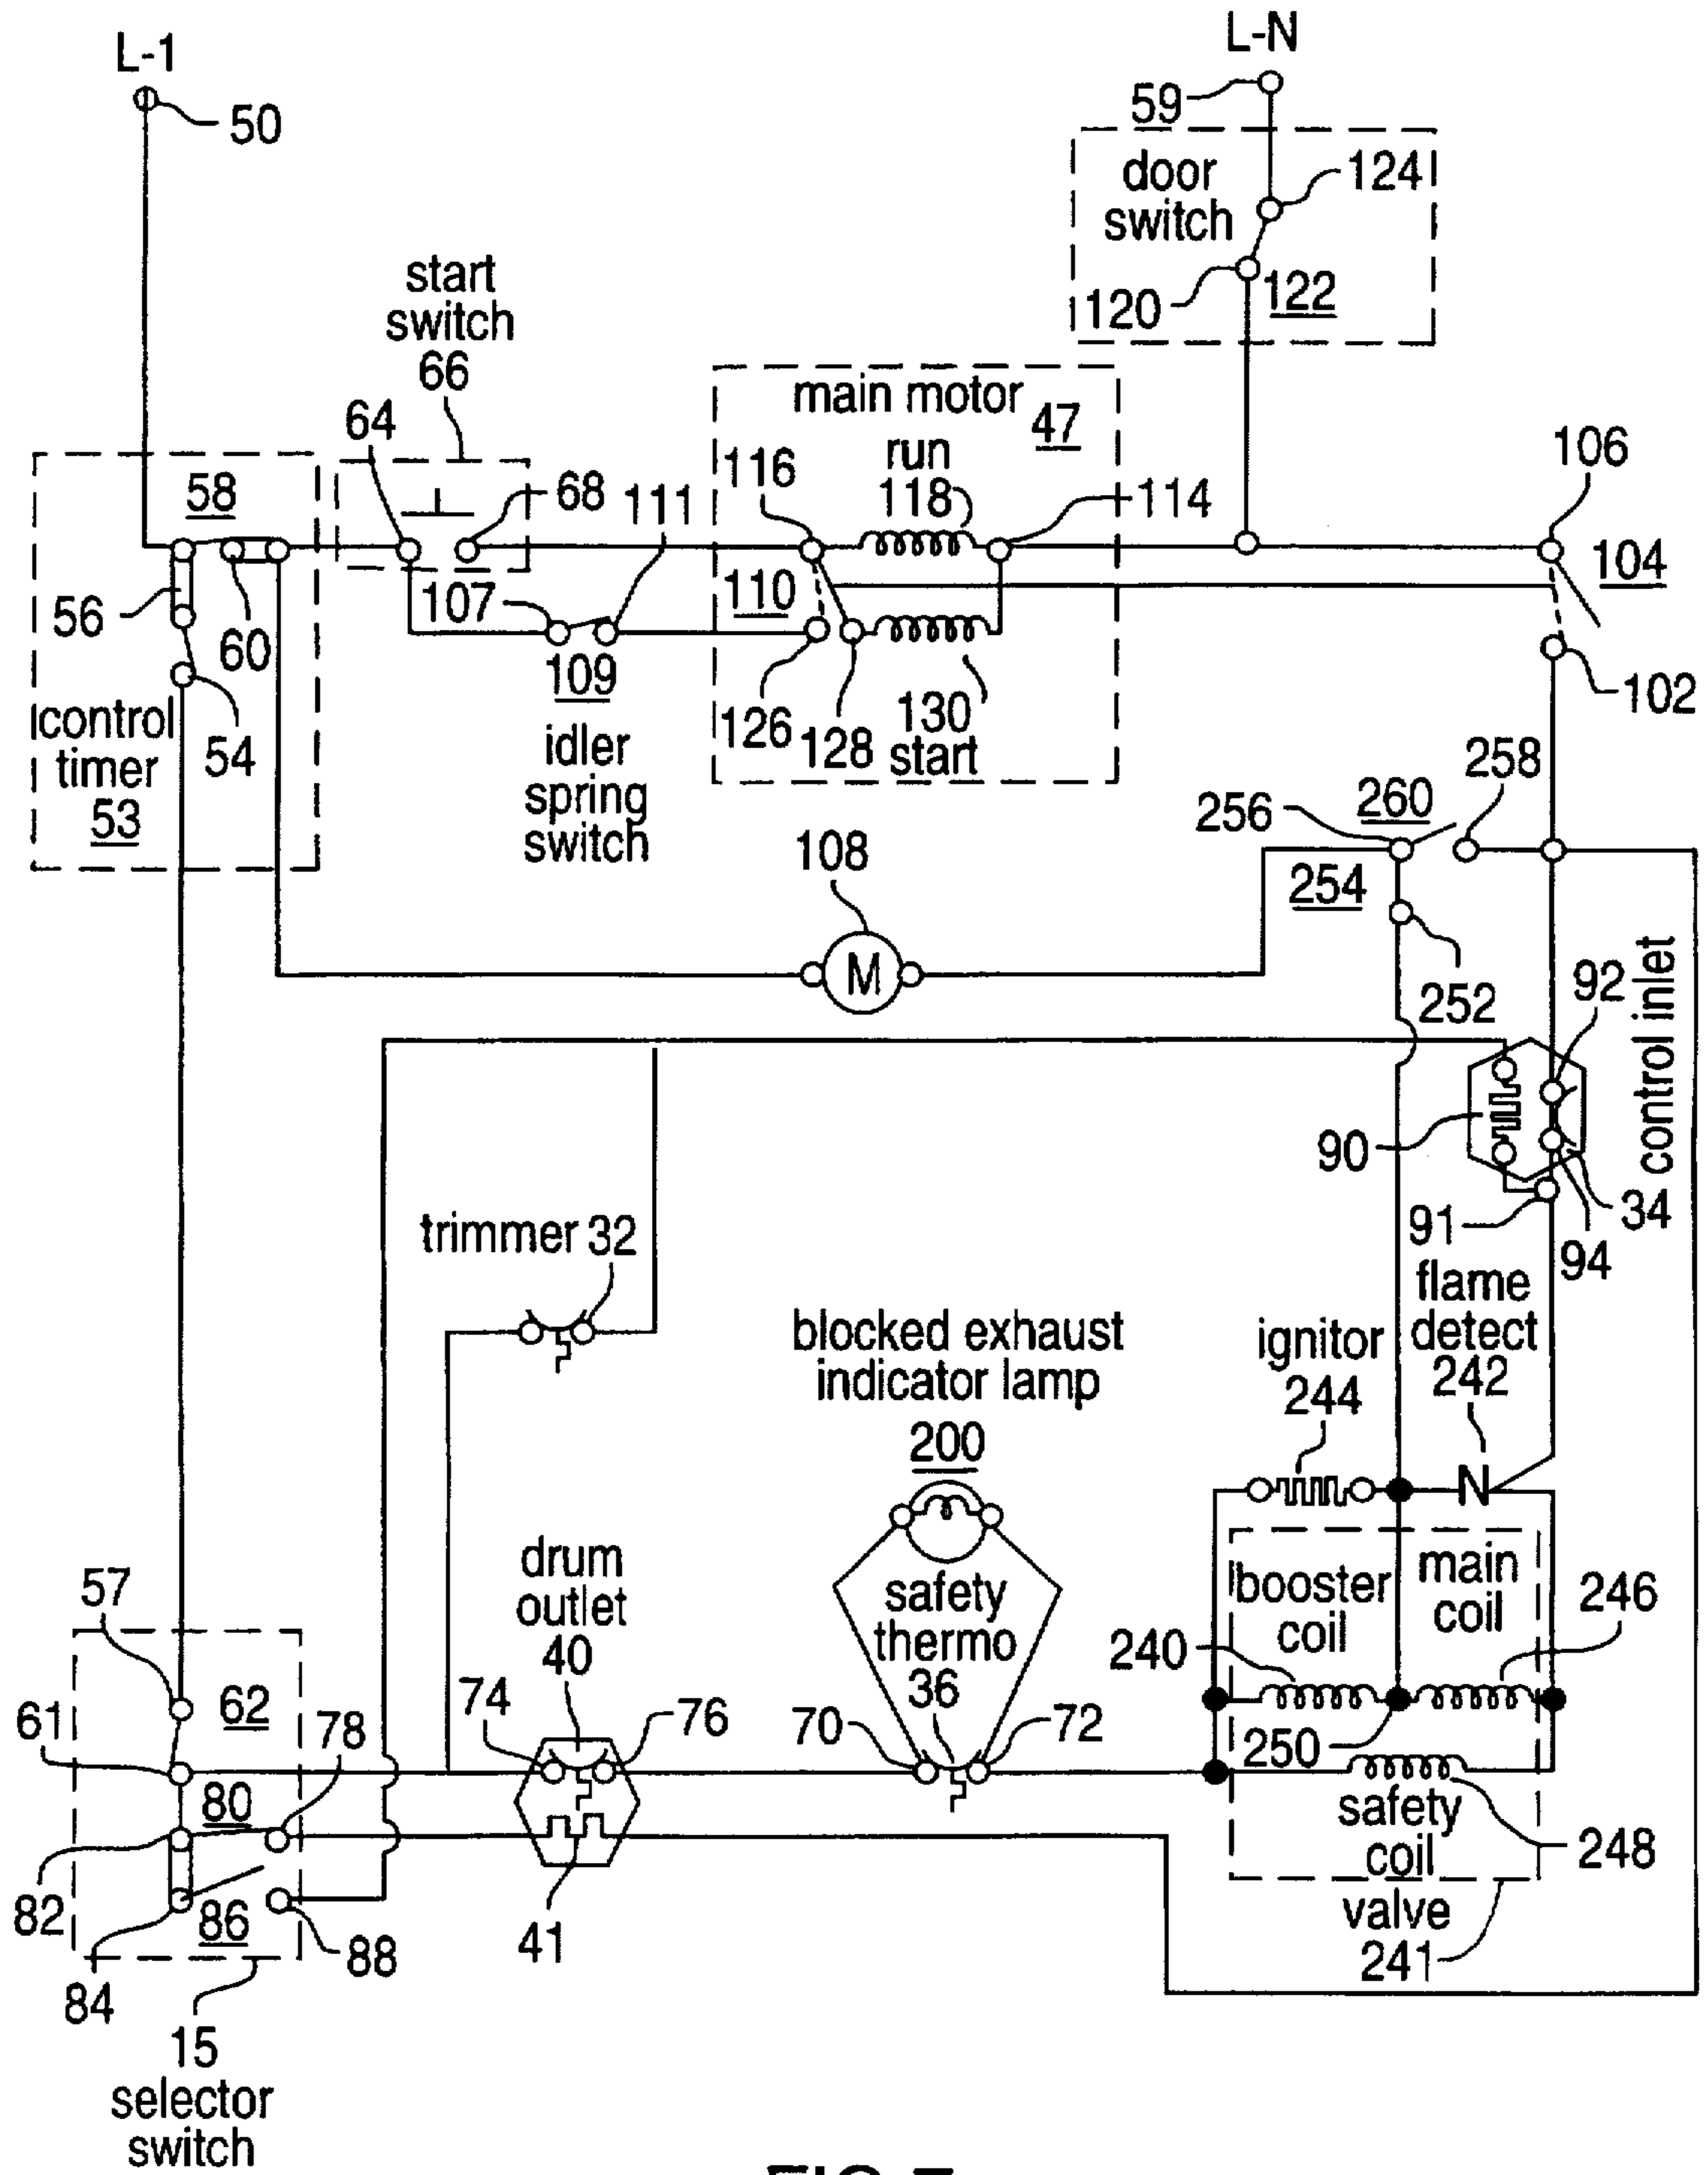 L-1
L-N
50
59
door
switch
124
120
122
start
switch
66
64
68
111
main motor
47
run
116
118
114
106
104
58
56
60
107
109
110
102
control
timer
53
54
idler
spring
switch
126
128
130
start
258
256
260
254
108
M
252
92
control inlet
90
91
34
94
trimmer 32
flame
detect
242
ignitor
244
blocked exhaust
indicator lamp
200
N
drum
outlet
40
safety
thermo
36
booster
coil
main
coil
246
240
57
62
61
78
74
76
70
72
250
80
safety
coil
248
82
86
88
84
41
valve
241
15
selector
switch